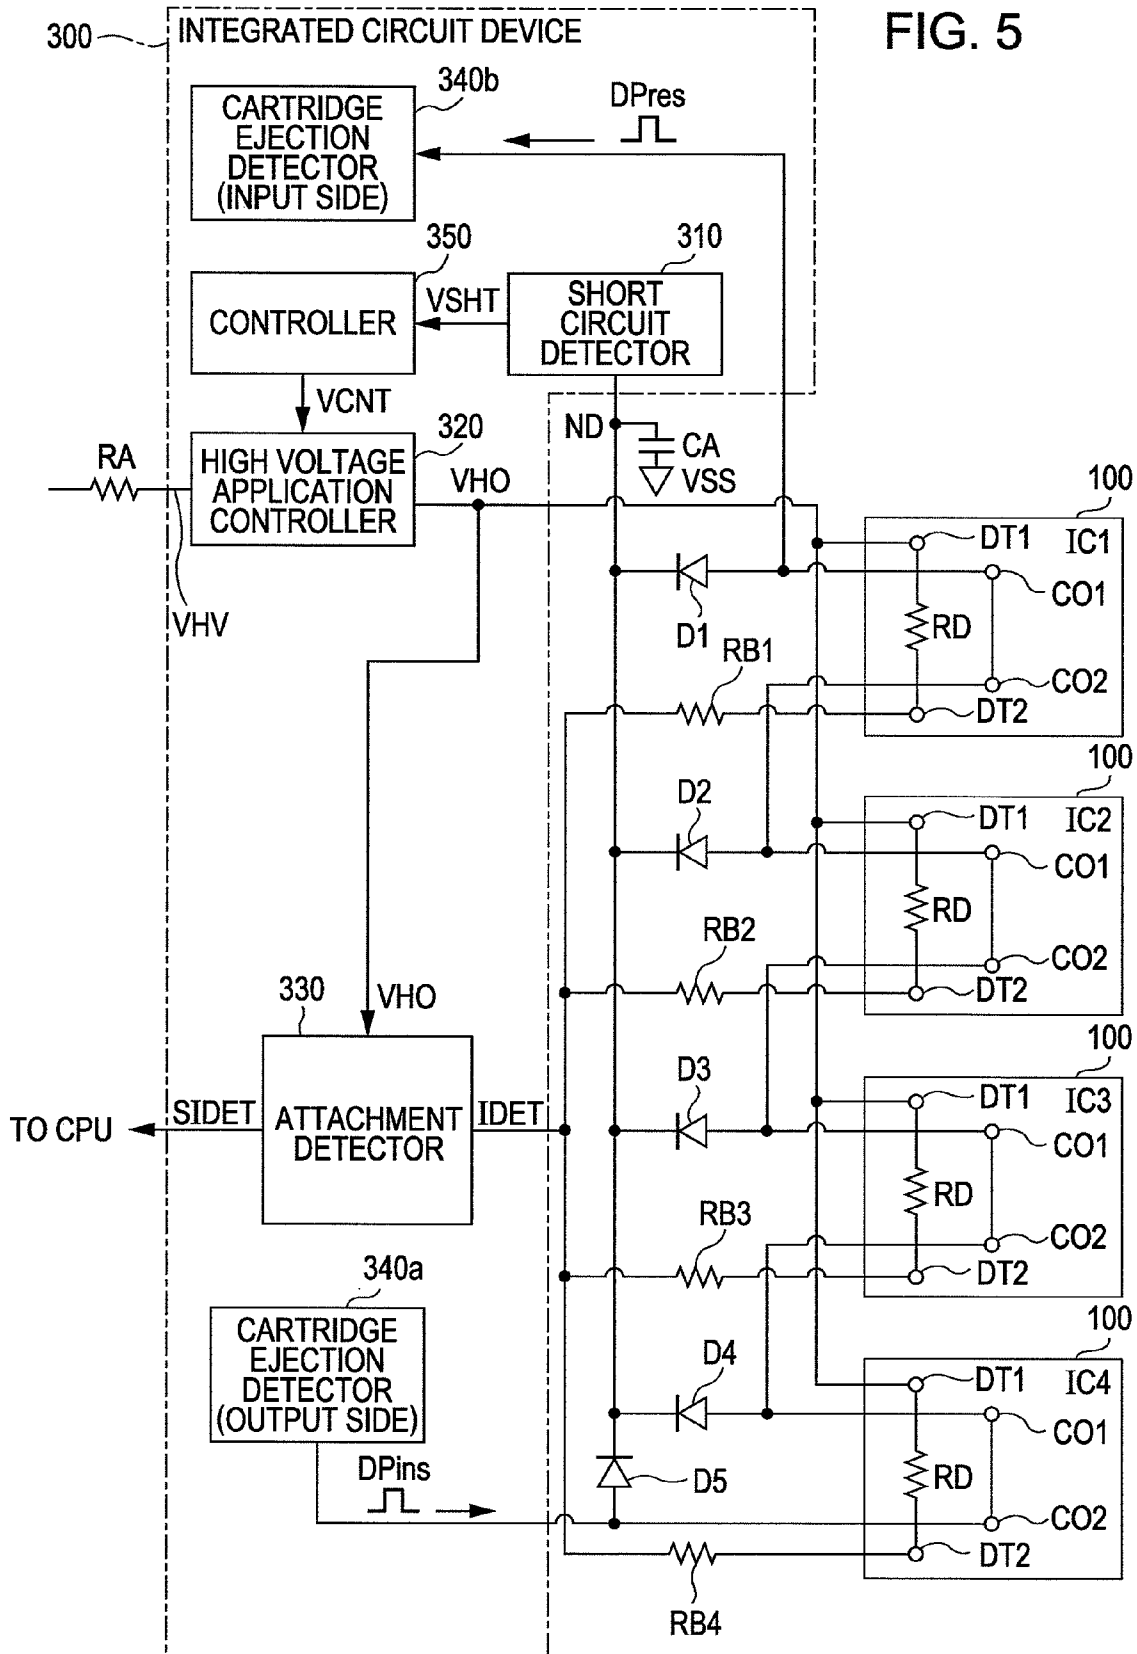 FIG. 5
300
INTEGRATED CIRCUIT DEVICE
340b
CARTRIDGE
EJECTION
DETECTOR
(INPUT SIDE)
DPres
350
CONTROLLER
VSHT
310
SHORT
CIRCUIT
DETECTOR
VCNT
ND
CA
VSS
RA
320
HIGH VOLTAGE
APPLICATION
CONTROLLER
VHO
VHV
100
DT1
IC1
CO1
D1
RD
RB1
CO2
DT2
100
D2
DT1
IC2
CO1
RD
RB2
CO2
DT2
330
VHO
100
D3
DT1
IC3
TO CPU
SIDET
ATTACHMENT
DETECTOR
IDET
CO1
RD
RB3
CO2
DT2
340a
CARTRIDGE
EJECTION
DETECTOR
(OUTPUT SIDE)
100
D4
DT1
IC4
CO1
DPins
D5
RD
CO2
DT2
RB4